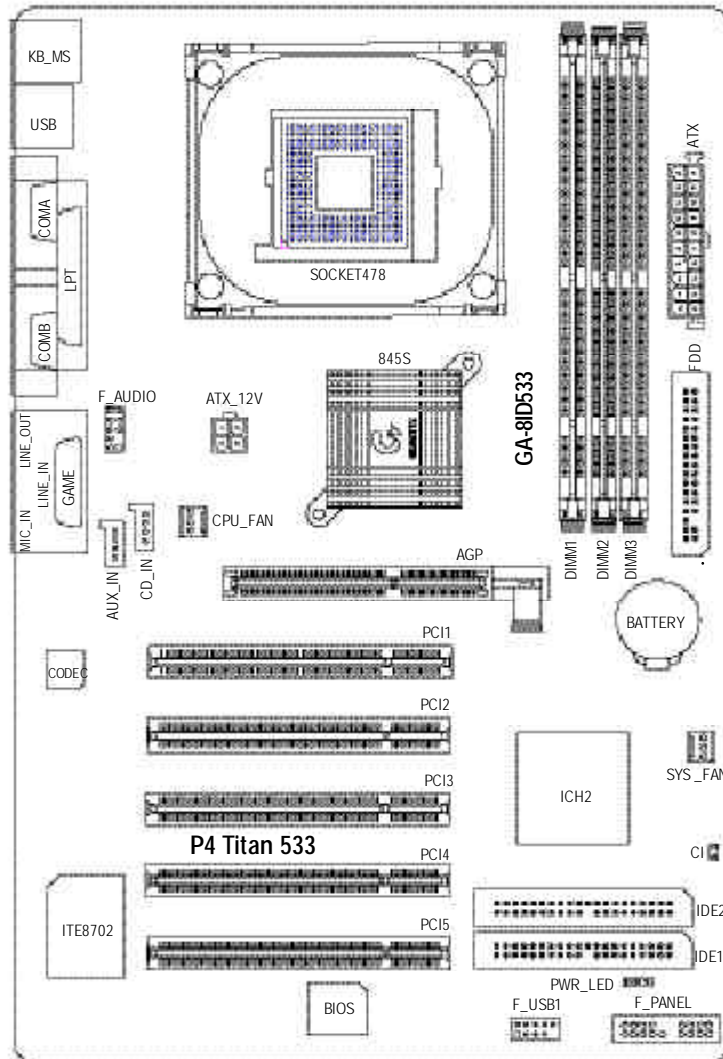 KB_MS
USB
COMA
LPT
COMB
SOCKET478
ATX
FDD
845S
GA-8ID533
F_AUDIO
ATX_12V
LINE_OUT
LINE_IN
MIC_IN
GAME
CPU_FAN
AUX_IN
CD_IN
DIMM1
DIMM2
DIMM3
AGP
BATTERY
PCI1
CODEC
PCI2
SYS_FAN
PCI3
ICH2
P4 Titan 533
PCI4
CI
ITE8702
IDE2
PCI5
IDE1
PWR_LED
BIOS
F_USB1
F_PANEL